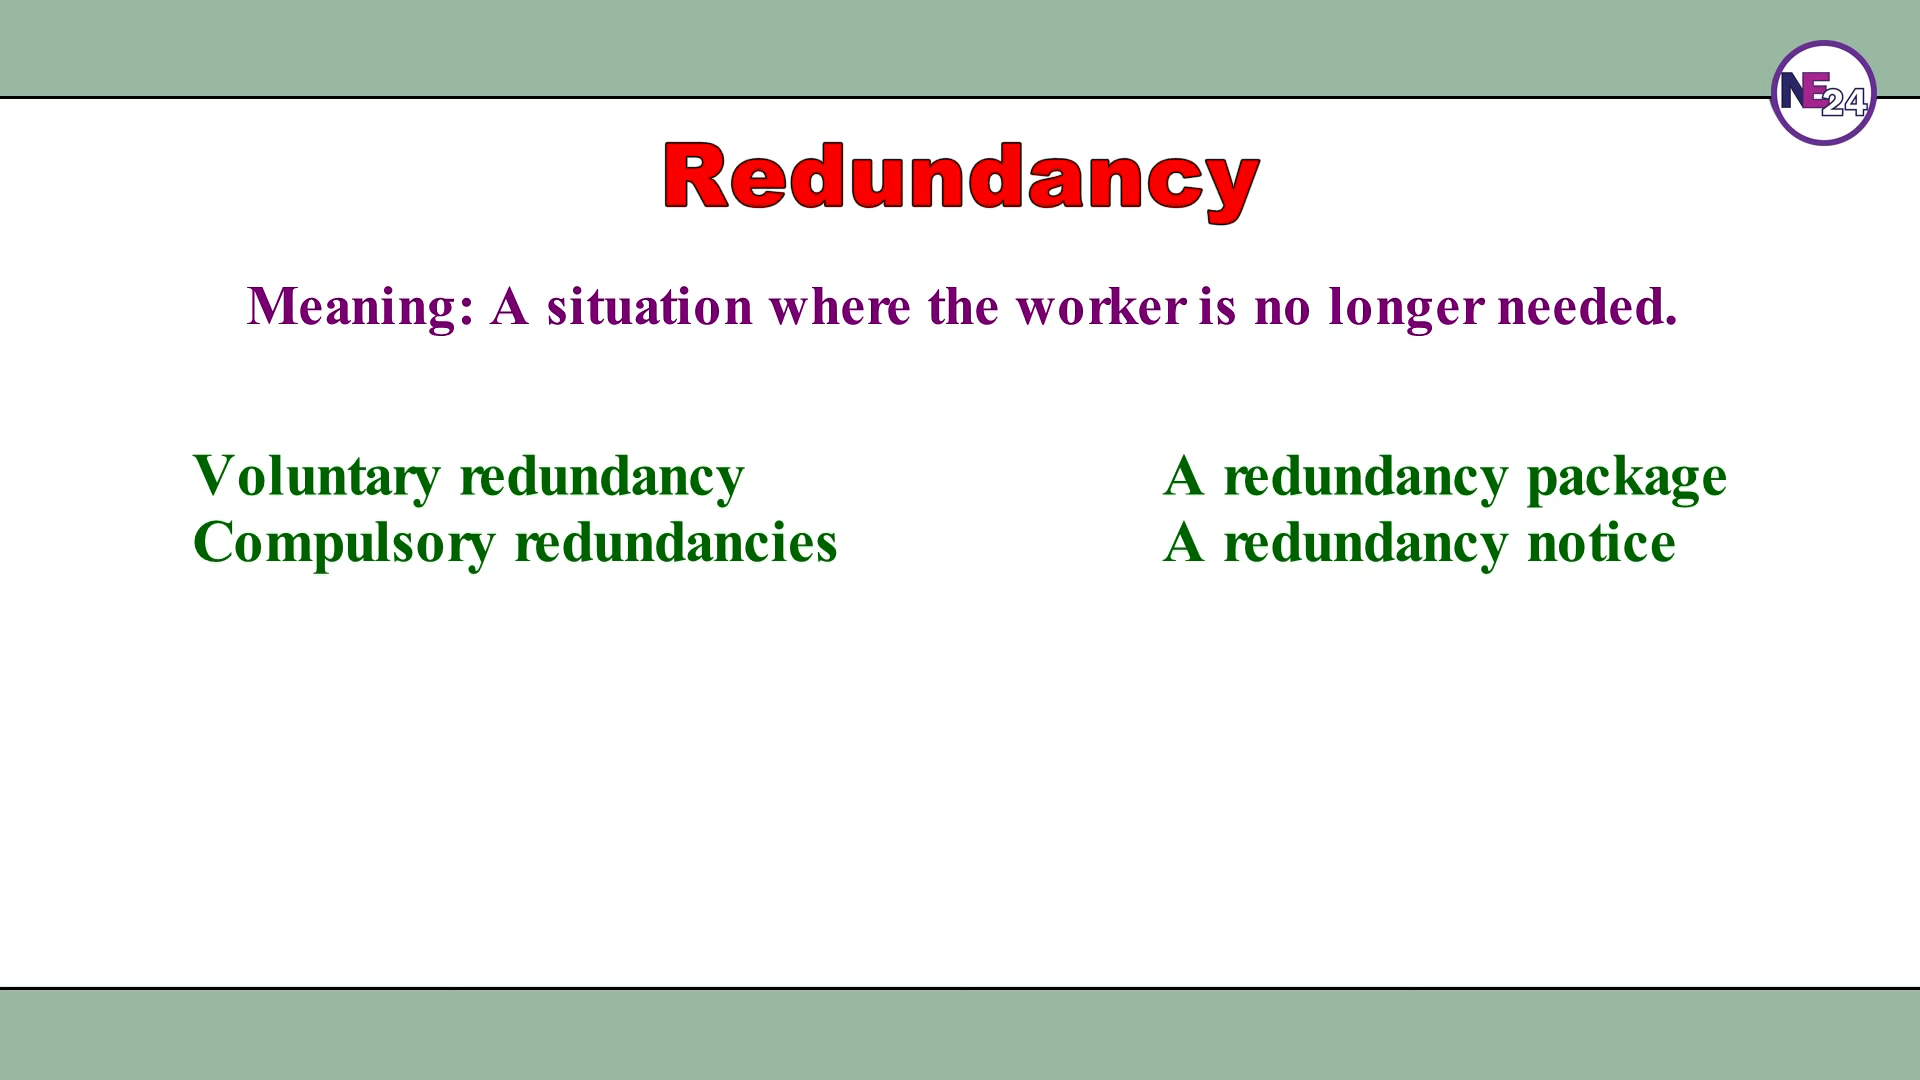 NE24
Redundancy
Meaning: A situation where the worker is no longer needed.
Voluntary redundancy
Compulsory redundancies
A redundancy package
A redundancy notice